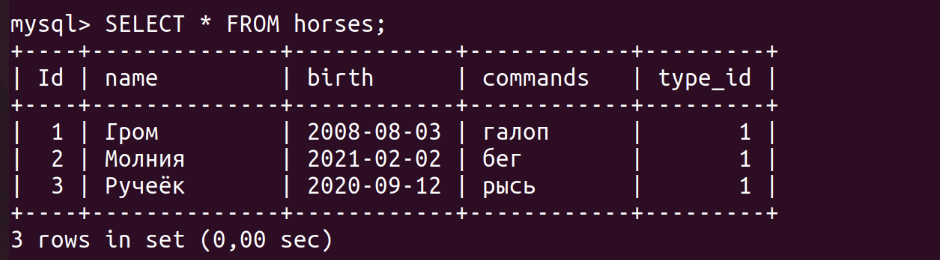 mysql> SELECT * FROM horses;
+----+-------------+------------+------------+---------+
| Id | name        | birth      | commands   | type_id |
+----+-------------+------------+------------+---------+
|  1 | Гром        | 2008-08-03 | галоп      |       1 |
|  2 | Молния      | 2021-02-02 | бег        |       1 |
|  3 | Ручеёк      | 2020-09-12 | рысь       |       1 |
+----+-------------+------------+------------+---------+
3 rows in set (0,00 sec)